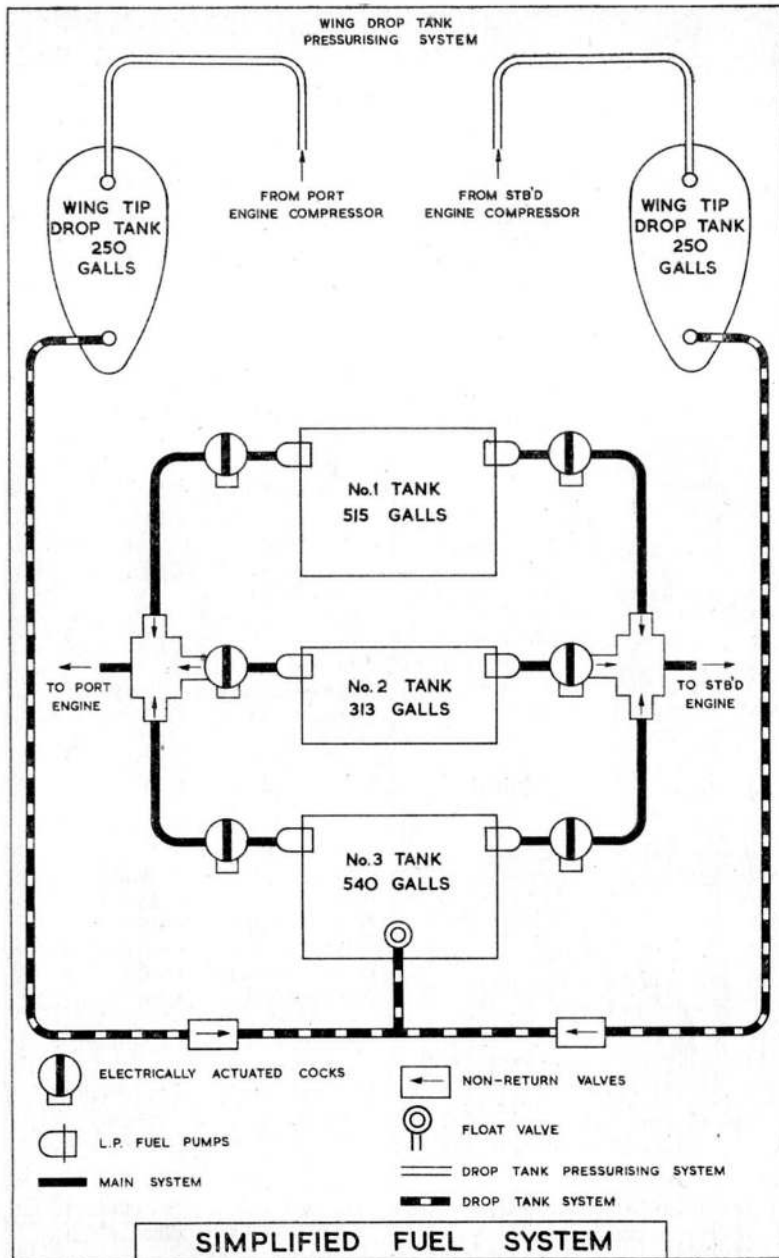 WING DROP TANK
PRESSURISING SYSTEM
FROM PORT
ENGINE COMPRESSOR
FROM STB'D
ENGINE COMPRESSOR
WING TIP
DROP TANK
250
GALLS
WING TIP
DROP TANK
250
GALLS
No.1 TANK
515 GALLS
TO PORT
ENGINE
No.2 TANK
313 GALLS
TO STB'D
ENGINE
No.3 TANK
540 GALLS
ELECTRICALLY ACTUATED COCKS
NON-RETURN VALVES
L.P. FUEL PUMPS
FLOAT VALVE
MAIN SYSTEM
DROP TANK PRESSURISING SYSTEM
DROP TANK SYSTEM
SIMPLIFIED FUEL SYSTEM